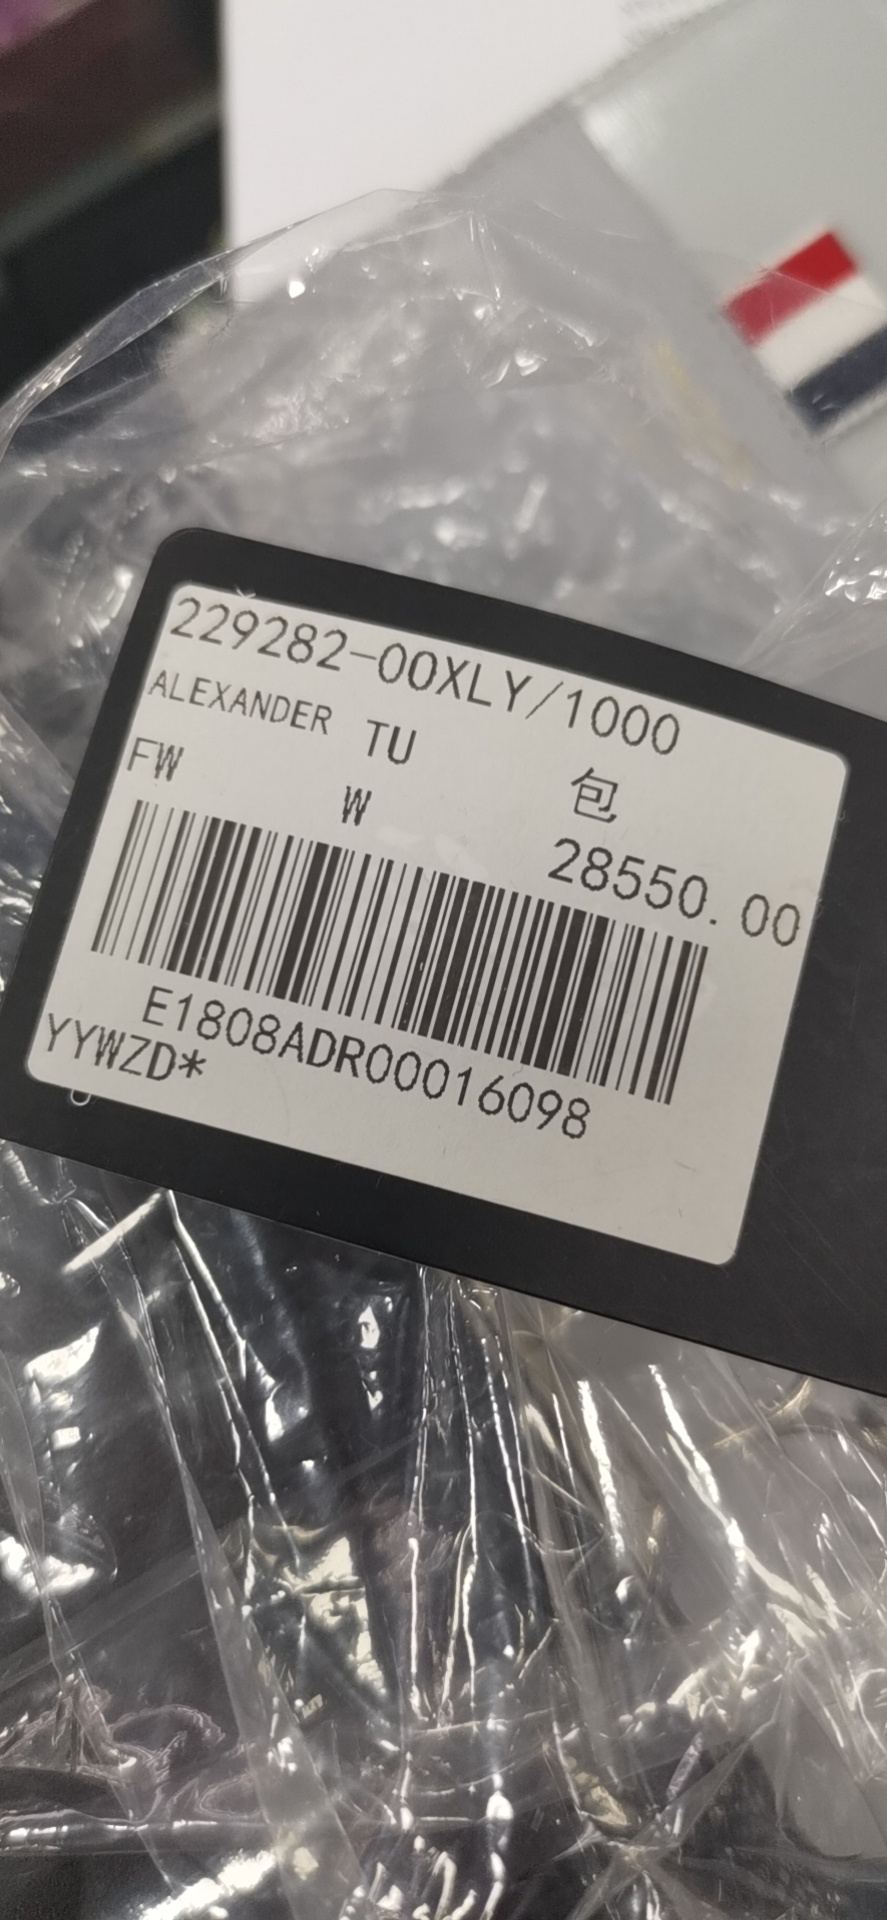 229282-00XLY/1000
ALEXANDER TU 包
FW W 28550.00
E1808ADR00016098
YYWZD*